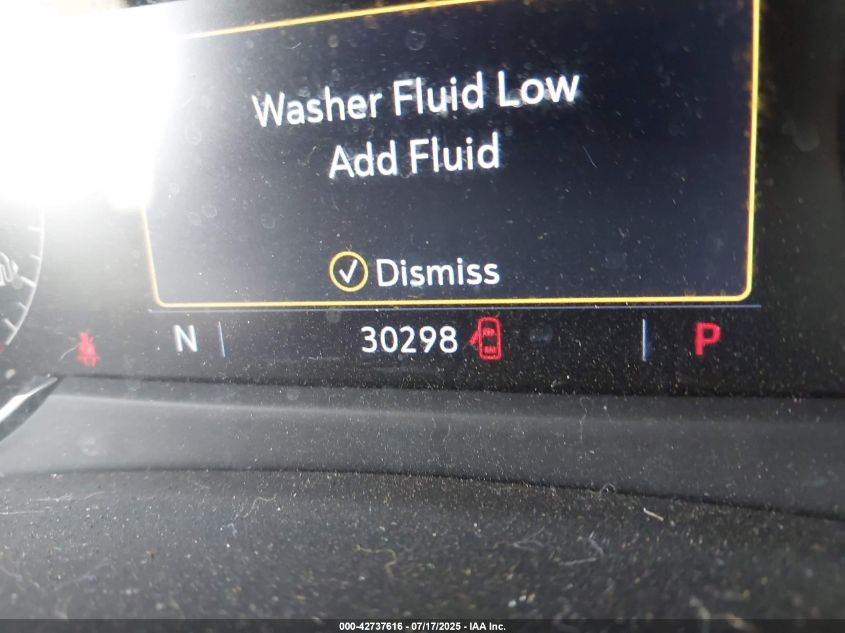 Washer Fluid Low
Add Fluid
Dismiss
N 30298 P
000-42737616 - 07/17/2025 - IAA Inc.